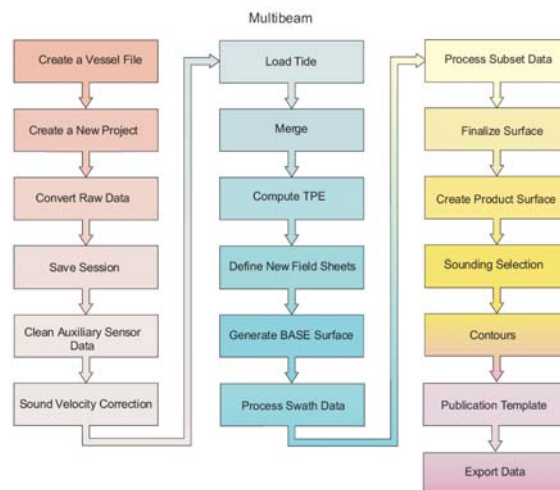 Multibeam
Create a Vessel File
Create a New Project
Convert Raw Data
Save Session
Clean Auxiliary Sensor
Data
Sound Velocity Correction
Load Tide
Merge
Compute TPE
Define New Field Sheets
Generate BASE Surface
Process Swath Data
Process Subset Data
Finalize Surface
Create Product Surface
Sounding Selection
Contours
Publication Template
Export Data